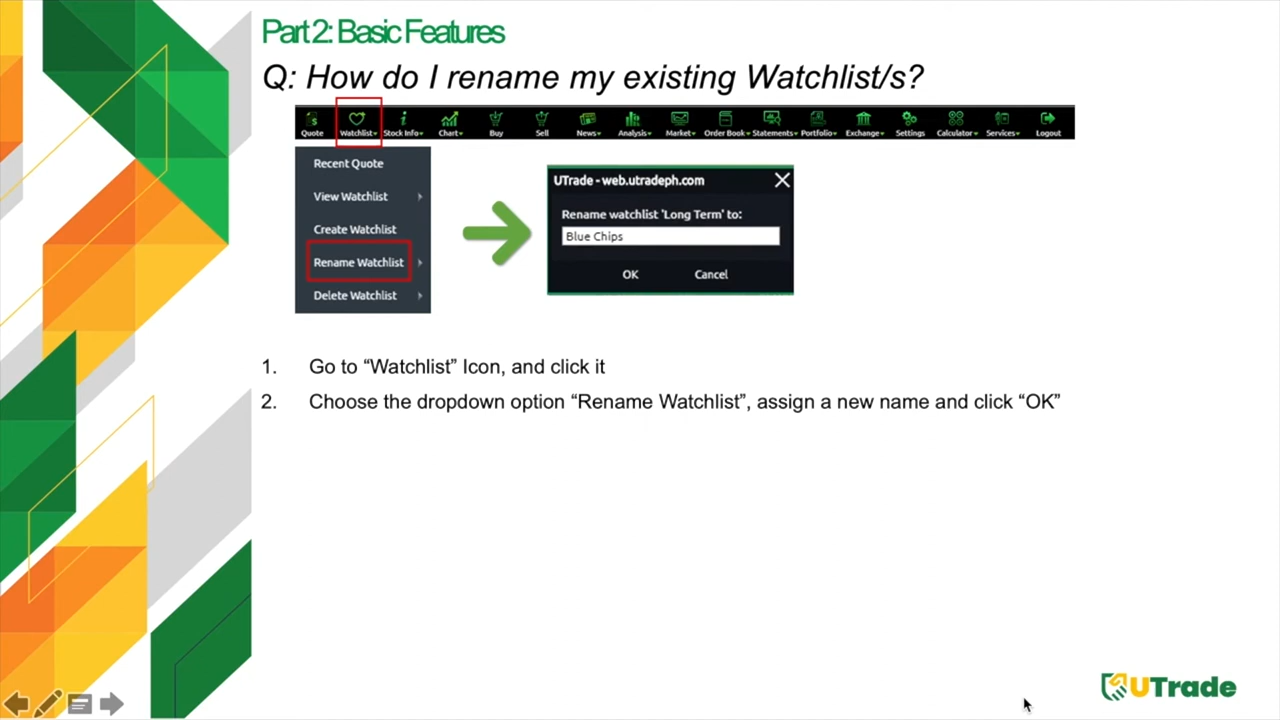 Part 2: Basic Features
Q: How do I rename my existing Watchlist/s?
Quote Watchlist Stock Info Chart Buy Sell News Analysis Market Order Book Statements Portfolio Exchange Settings Calculator Services Logout
Recent Quote
View Watchlist
Create Watchlist
Rename Watchlist
Delete Watchlist
UTrade - web.utradeph.com
Rename watchlist 'Long Term' to:
Blue Chips
OK Cancel
1. Go to “Watchlist” Icon, and click it
2. Choose the dropdown option “Rename Watchlist”, assign a new name and click “OK”
UTrade